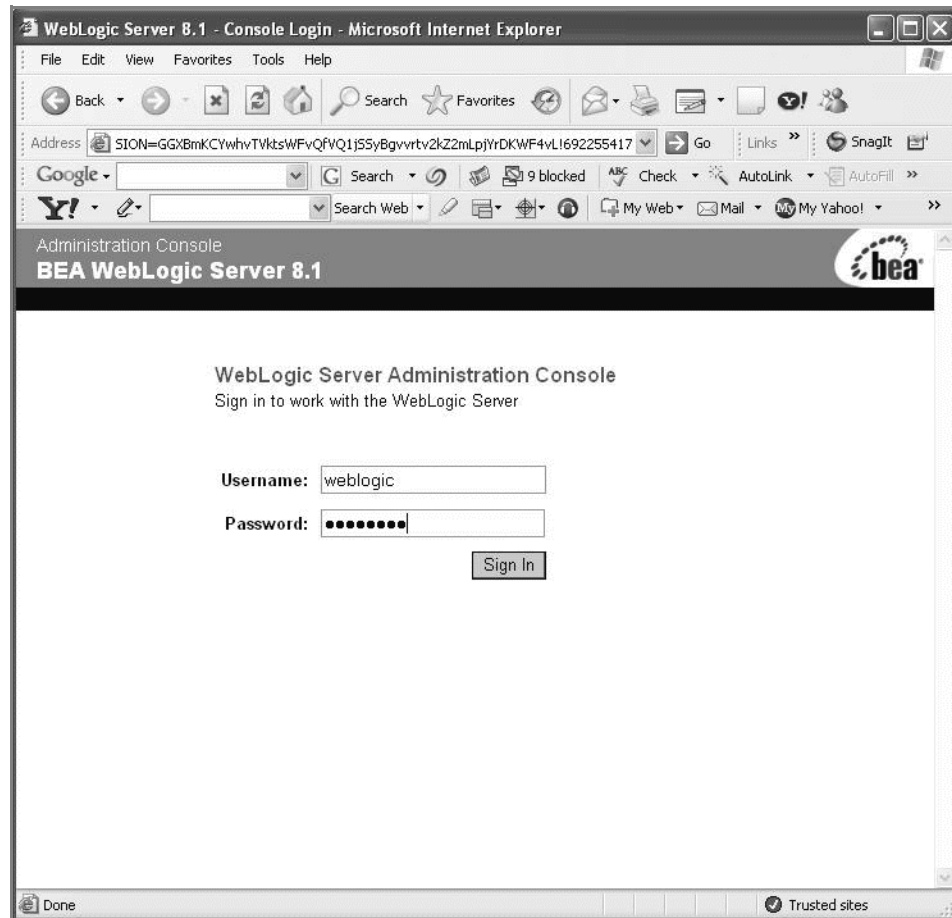 WebLogic Server 8.1 - Console Login - Microsoft Internet Explorer
File Edit View Favorites Tools Help
Back Search Favorites
Address SION=GGXBmKCYwhvTVktsWFvQfVQ1jSSyBgvvrtv2kZ2mLpjYrDKWF4vL!692255417 Go Links » SnagIt
Google G Search 9 blocked ABC Check AutoLink AutoFill »
Y! Search Web My Web Mail My My Yahoo! »
Administration Console
BEA WebLogic Server 8.1
bea
WebLogic Server Administration Console
Sign in to work with the WebLogic Server
Username: weblogic
Password: ••••••••
Sign In
Done Trusted sites